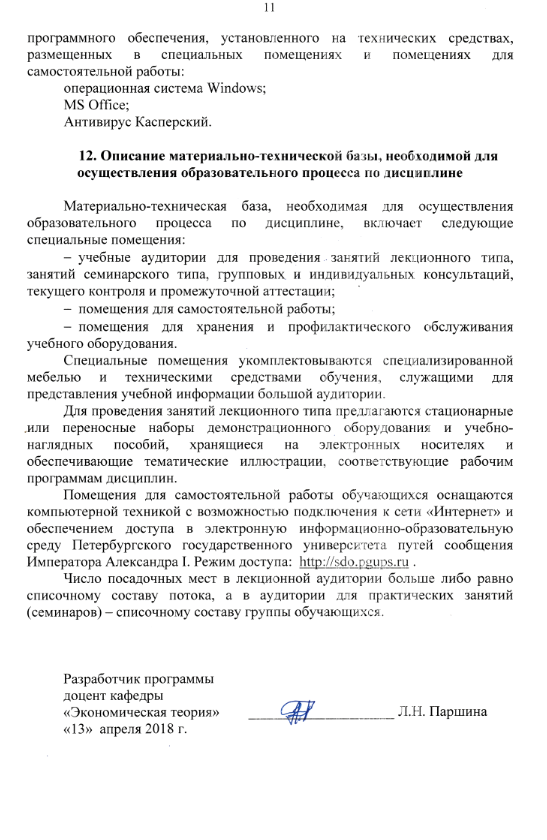 11
программного обеспечения, установленного на технических средствах,
размещенных в специальных помещениях и помещениях для
самостоятельной работы:
операционная система Windows;
MS Office;
Антивирус Касперский.
12. Описание материально-технической базы, необходимой для
осуществления образовательного процесса по дисциплине
Материально-техническая база, необходимая для осуществления
образовательного процесса по дисциплине, включает следующие
специальные помещения:
– учебные аудитории для проведения занятий лекционного типа,
занятий семинарского типа, групповых и индивидуальных консультаций,
текущего контроля и промежуточной аттестации;
– помещения для самостоятельной работы;
– помещения для хранения и профилактического обслуживания
учебного оборудования.
Специальные помещения укомплектовываются специализированной
мебелью и техническими средствами обучения, служащими для
представления учебной информации большой аудитории.
Для проведения занятий лекционного типа предлагаются стационарные
или переносные наборы демонстрационного оборудования и учебно-
наглядных пособий, хранящиеся на электронных носителях и
обеспечивающие тематические иллюстрации, соответствующие рабочим
программам дисциплин.
Помещения для самостоятельной работы обучающихся оснащаются
компьютерной техникой с возможностью подключения к сети «Интернет» и
обеспечением доступа в электронную информационно-образовательную
среду Петербургского государственного университета путей сообщения
Императора Александра I. Режим доступа: http://sdo.pgups.ru .
Число посадочных мест в лекционной аудитории больше либо равно
списочному составу потока, а в аудитории для практических занятий
(семинаров) – списочному составу группы обучающихся.
Разработчик программы
доцент кафедры
«Экономическая теория» Л.Н. Паршина
«13» апреля 2018 г.